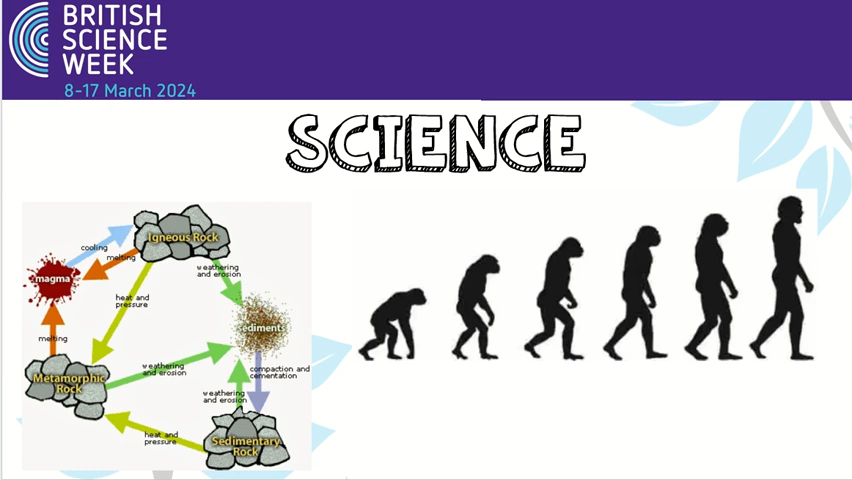 BRITISH
SCIENCE
WEEK
8-17 March 2024
SCIENCE
Igneous Rock
cooling
melting
weathering
and erosion
magma
heat and
pressure
sediments
melting
weathering
and erosion
compaction and
cementation
Metamorphic
Rock
weathering
and erosion
heat and
pressure
Sedimentary
Rock